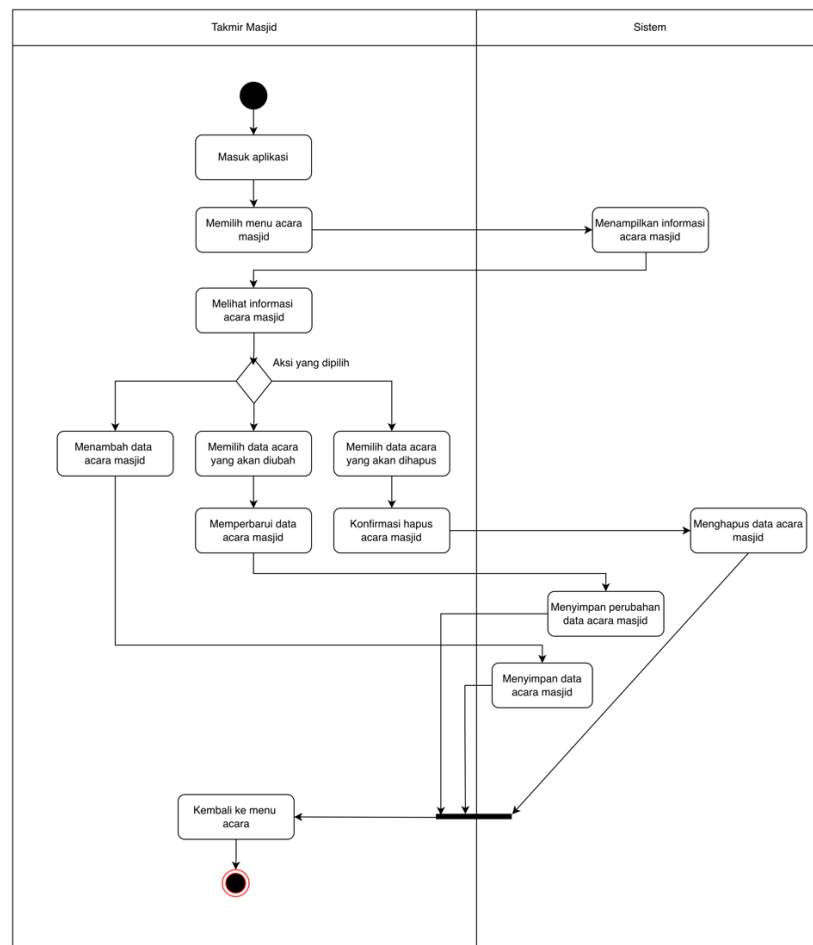 Takmir Masjid
Sistem
Masuk aplikasi
Memilih menu acara
masjid
Menampilkan informasi
acara masjid
Melihat informasi
acara masjid
Aksi yang dipilih
Menambah data
acara masjid
Memilih data acara
yang akan diubah
Memilih data acara
yang akan dihapus
Memperbarui data
acara masjid
Konfirmasi hapus
acara masjid
Menghapus data acara
masjid
Menyimpan perubahan
data acara masjid
Menyimpan data
acara masjid
Kembali ke menu
acara